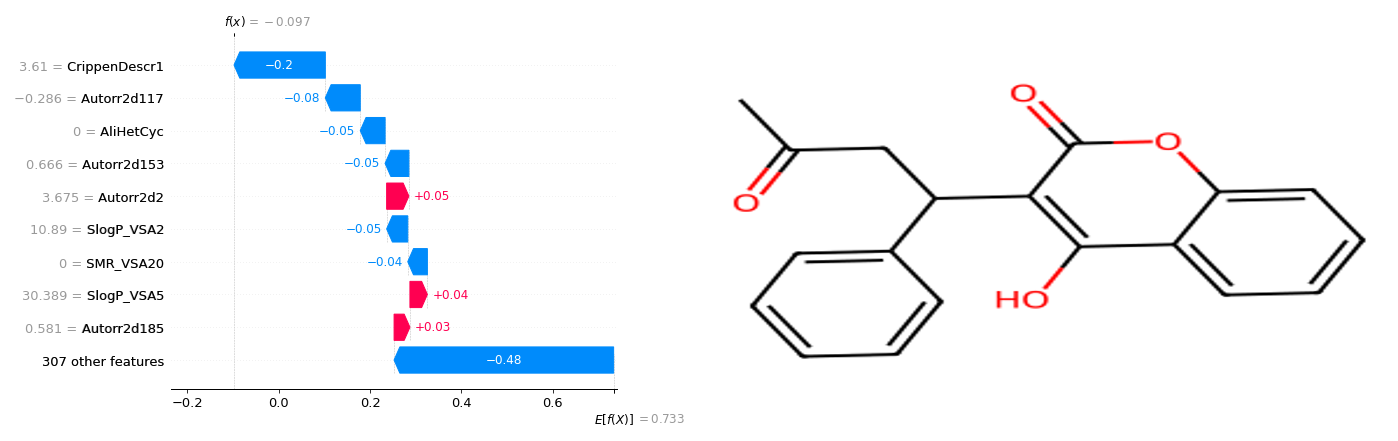 f(x) = −0.097
3.61 = CrippenDescr1 −0.2
−0.286 = Autorr2d117 −0.08
0 = AliHetCyc −0.05
0.666 = Autorr2d153 −0.05
3.675 = Autorr2d2 +0.05
10.89 = SlogP_VSA2 −0.05
0 = SMR_VSA20 −0.04
30.389 = SlogP_VSA5 +0.04
0.581 = Autorr2d185 +0.03
307 other features −0.48
−0.2 0.0 0.2 0.4 0.6
E[f(X)] = 0.733
O
O
O
HO